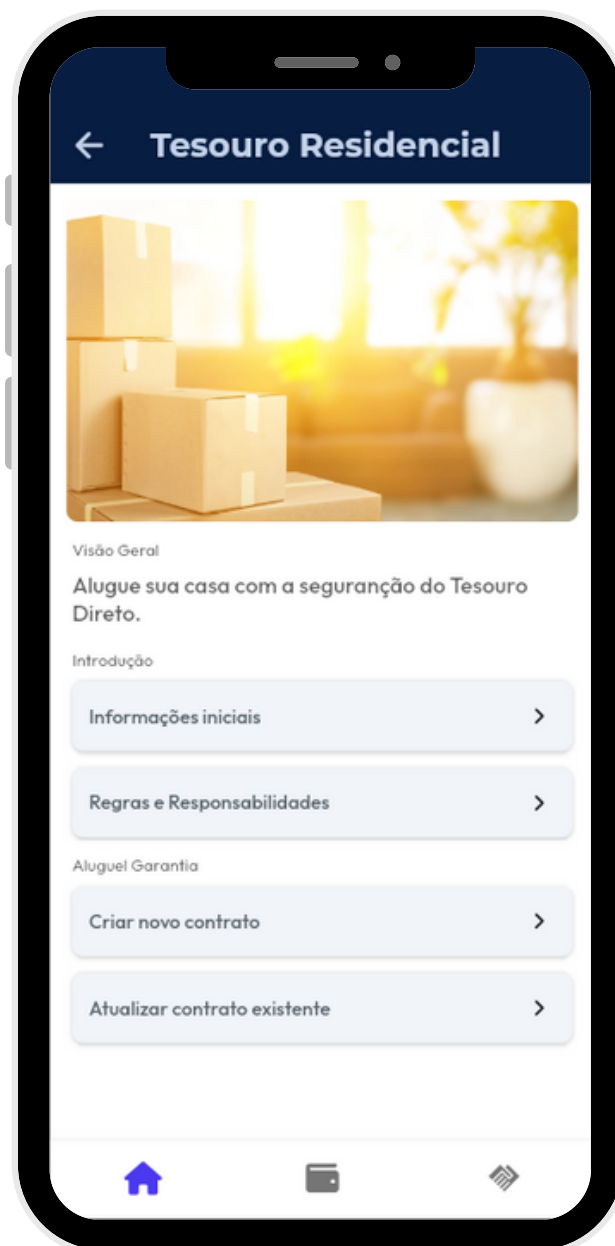 Tesouro Residencial
Visão Geral
Alugue sua casa com a seguranção do Tesouro
Direto.
Introdução
Informações iniciais
Regras e Responsabilidades
Aluguel Garantia
Criar novo contrato
Atualizar contrato existente